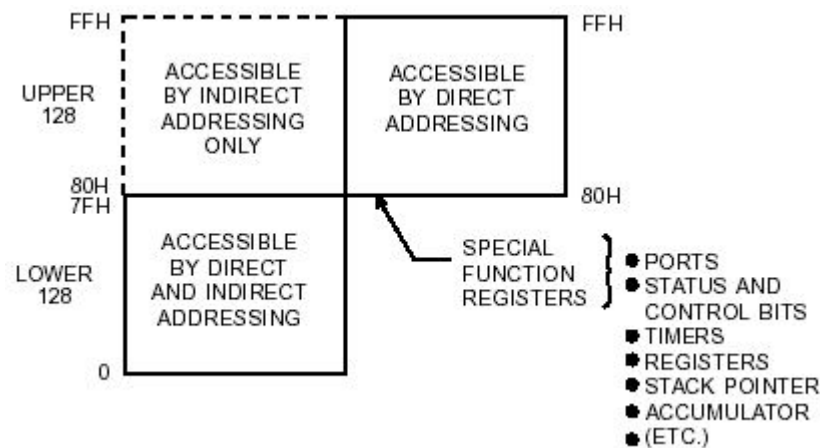 FFH
UPPER
128
80H
7FH
LOWER
128
0
ACCESSIBLE
BY INDIRECT
ADDRESSING
ONLY
ACCESSIBLE
BY DIRECT
ADDRESSING
FFH
80H
ACCESSIBLE
BY DIRECT
AND INDIRECT
ADDRESSING
SPECIAL
FUNCTION
REGISTERS
● PORTS
● STATUS AND
CONTROL BITS
● TIMERS
● REGISTERS
● STACK POINTER
● ACCUMULATOR
● (ETC.)